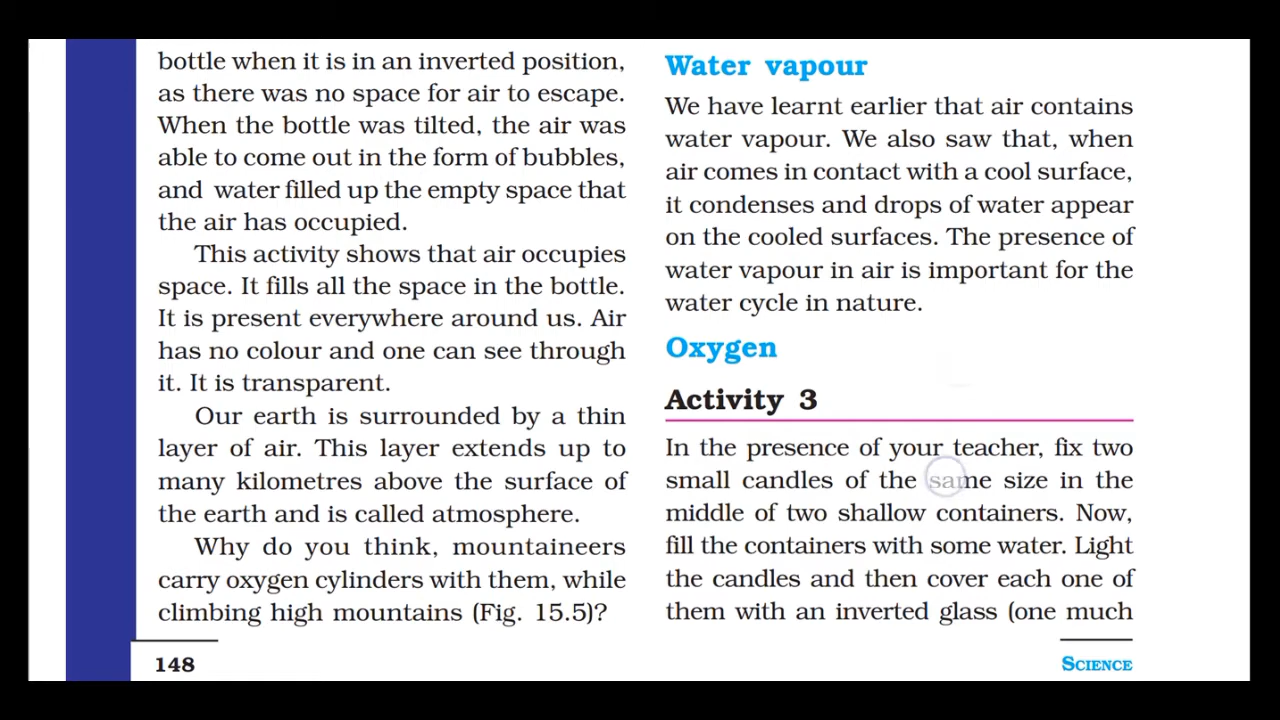 bottle when it is in an inverted position,
as there was no space for air to escape.
When the bottle was tilted, the air was
able to come out in the form of bubbles,
and water filled up the empty space that
the air has occupied.
This activity shows that air occupies
space. It fills all the space in the bottle.
It is present everywhere around us. Air
has no colour and one can see through
it. It is transparent.
Our earth is surrounded by a thin
layer of air. This layer extends up to
many kilometres above the surface of
the earth and is called atmosphere.
Why do you think, mountaineers
carry oxygen cylinders with them, while
climbing high mountains (Fig. 15.5)?
148
Water vapour
We have learnt earlier that air contains
water vapour. We also saw that, when
air comes in contact with a cool surface,
it condenses and drops of water appear
on the cooled surfaces. The presence of
water vapour in air is important for the
water cycle in nature.
Oxygen
Activity 3
In the presence of your teacher, fix two
small candles of the same size in the
middle of two shallow containers. Now,
fill the containers with some water. Light
the candles and then cover each one of
them with an inverted glass (one much
SCIENCE